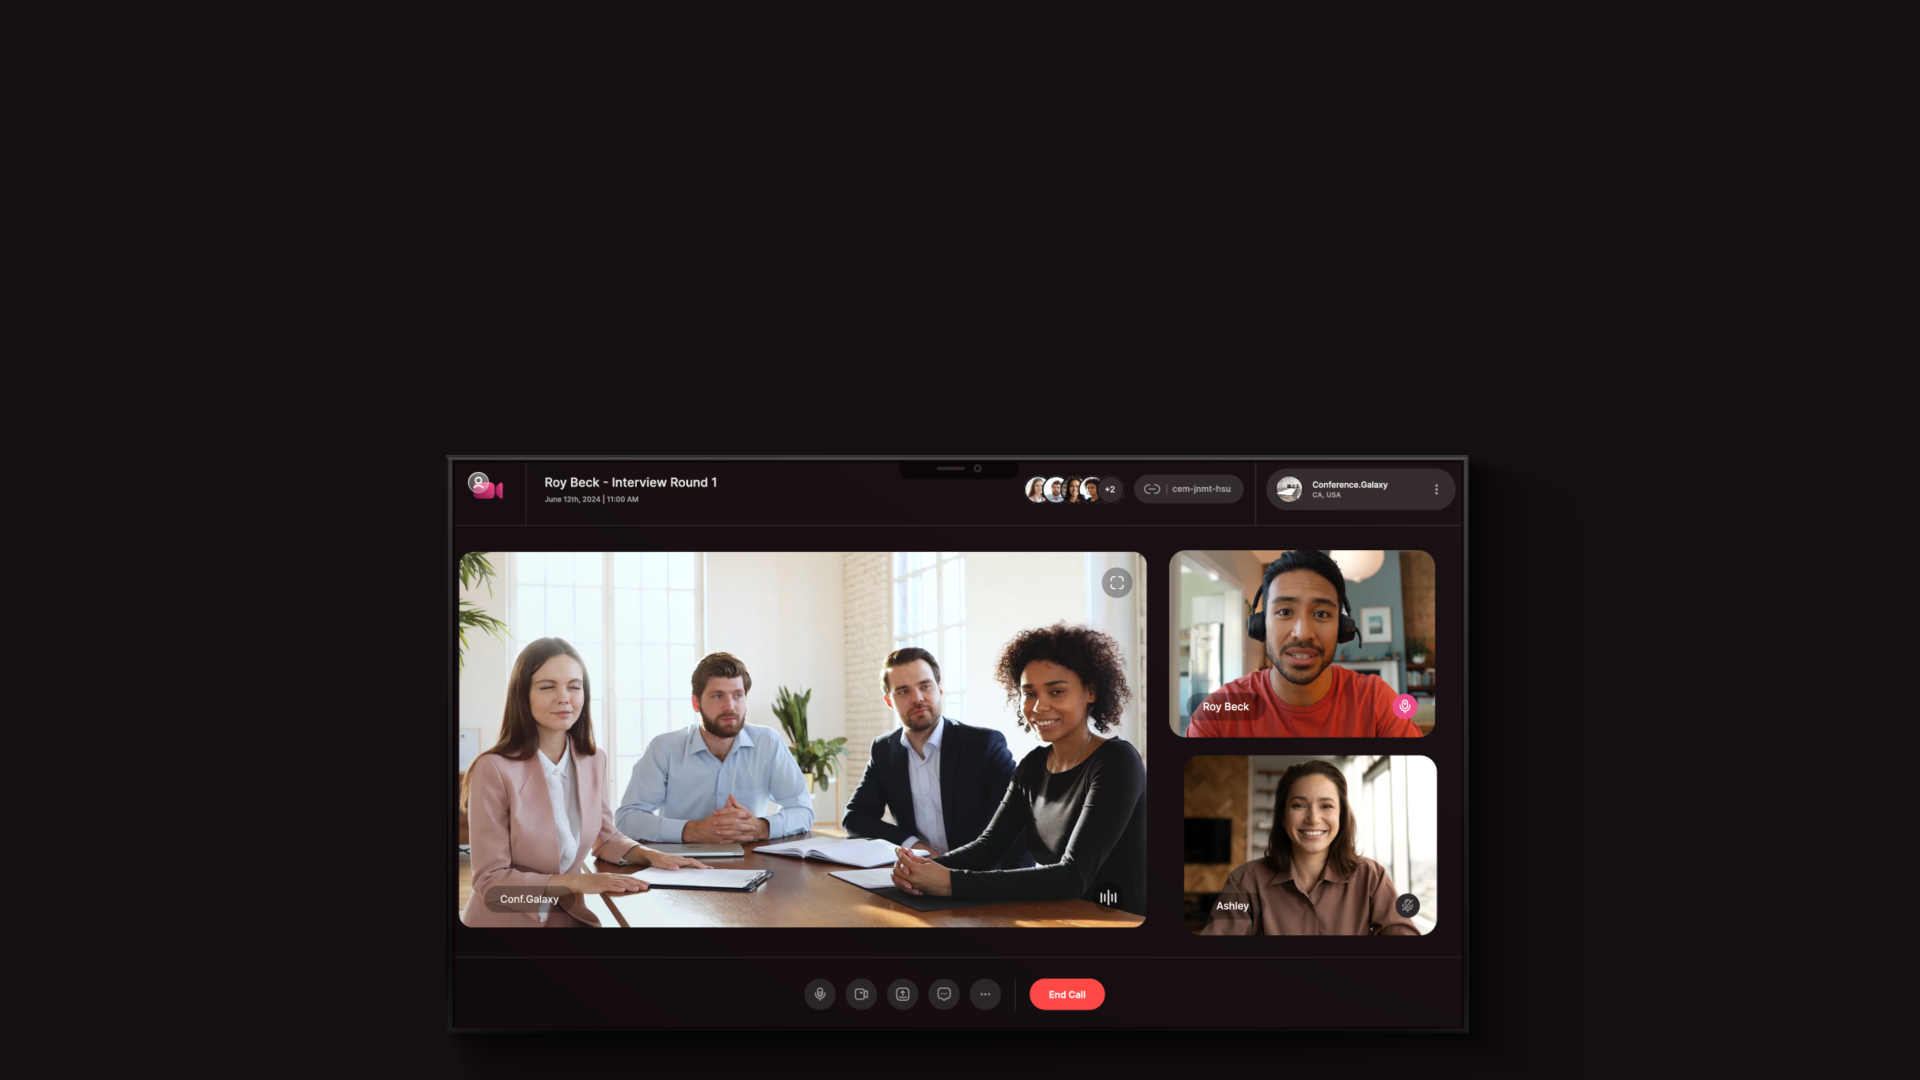 Roy Beck - Interview Round 1
June 12th, 2024 | 11:00 AM
+2
cem-jnmt-hsu
Conference.Galaxy
CA, USA
Conf.Galaxy
Roy Beck
Ashley
End Call